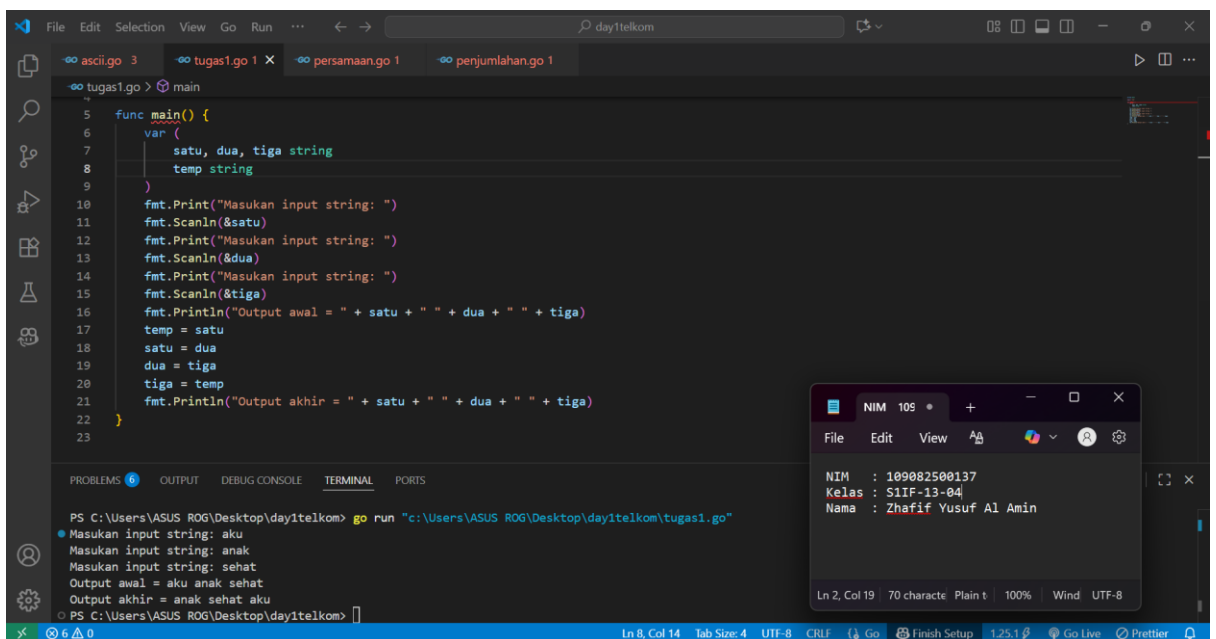 File Edit Selection View Go Run ... day1telkom
ascii.go 3 tugas1.go 1 persamaan.go 1 penjumlahan.go 1
tugas1.go > main
5 func main() {
6 var (
7 satu, dua, tiga string
8 temp string
9 )
10 fmt.Print("Masukan input string: ")
11 fmt.Scanln(&satu)
12 fmt.Print("Masukan input string: ")
13 fmt.Scanln(&dua)
14 fmt.Print("Masukan input string: ")
15 fmt.Scanln(&tiga)
16 fmt.Println("Output awal = " + satu + " " + dua + " " + tiga)
17 temp = satu
18 satu = dua
19 dua = tiga
20 tiga = temp
21 fmt.Println("Output akhir = " + satu + " " + dua + " " + tiga)
22 }
23
PROBLEMS 6 OUTPUT DEBUG CONSOLE TERMINAL PORTS
PS C:\Users\ASUS ROG\Desktop\day1telkom> go run "c:\Users\ASUS ROG\Desktop\day1telkom\tugas1.go"
Masukan input string: aku
Masukan input string: anak
Masukan input string: sehat
Output awal = aku anak sehat
Output akhir = anak sehat aku
PS C:\Users\ASUS ROG\Desktop\day1telkom>
NIM 109
File Edit View
NIM : 109082500137
Kelas : S1IF-13-04
Nama : Zhafif Yusuf Al Amin
Ln 2, Col 19 70 characte Plain t 100% Wind UTF-8
6 0 Ln 8, Col 14 Tab Size: 4 UTF-8 CRLF Go Finish Setup 1.25.1 Go Live Prettier